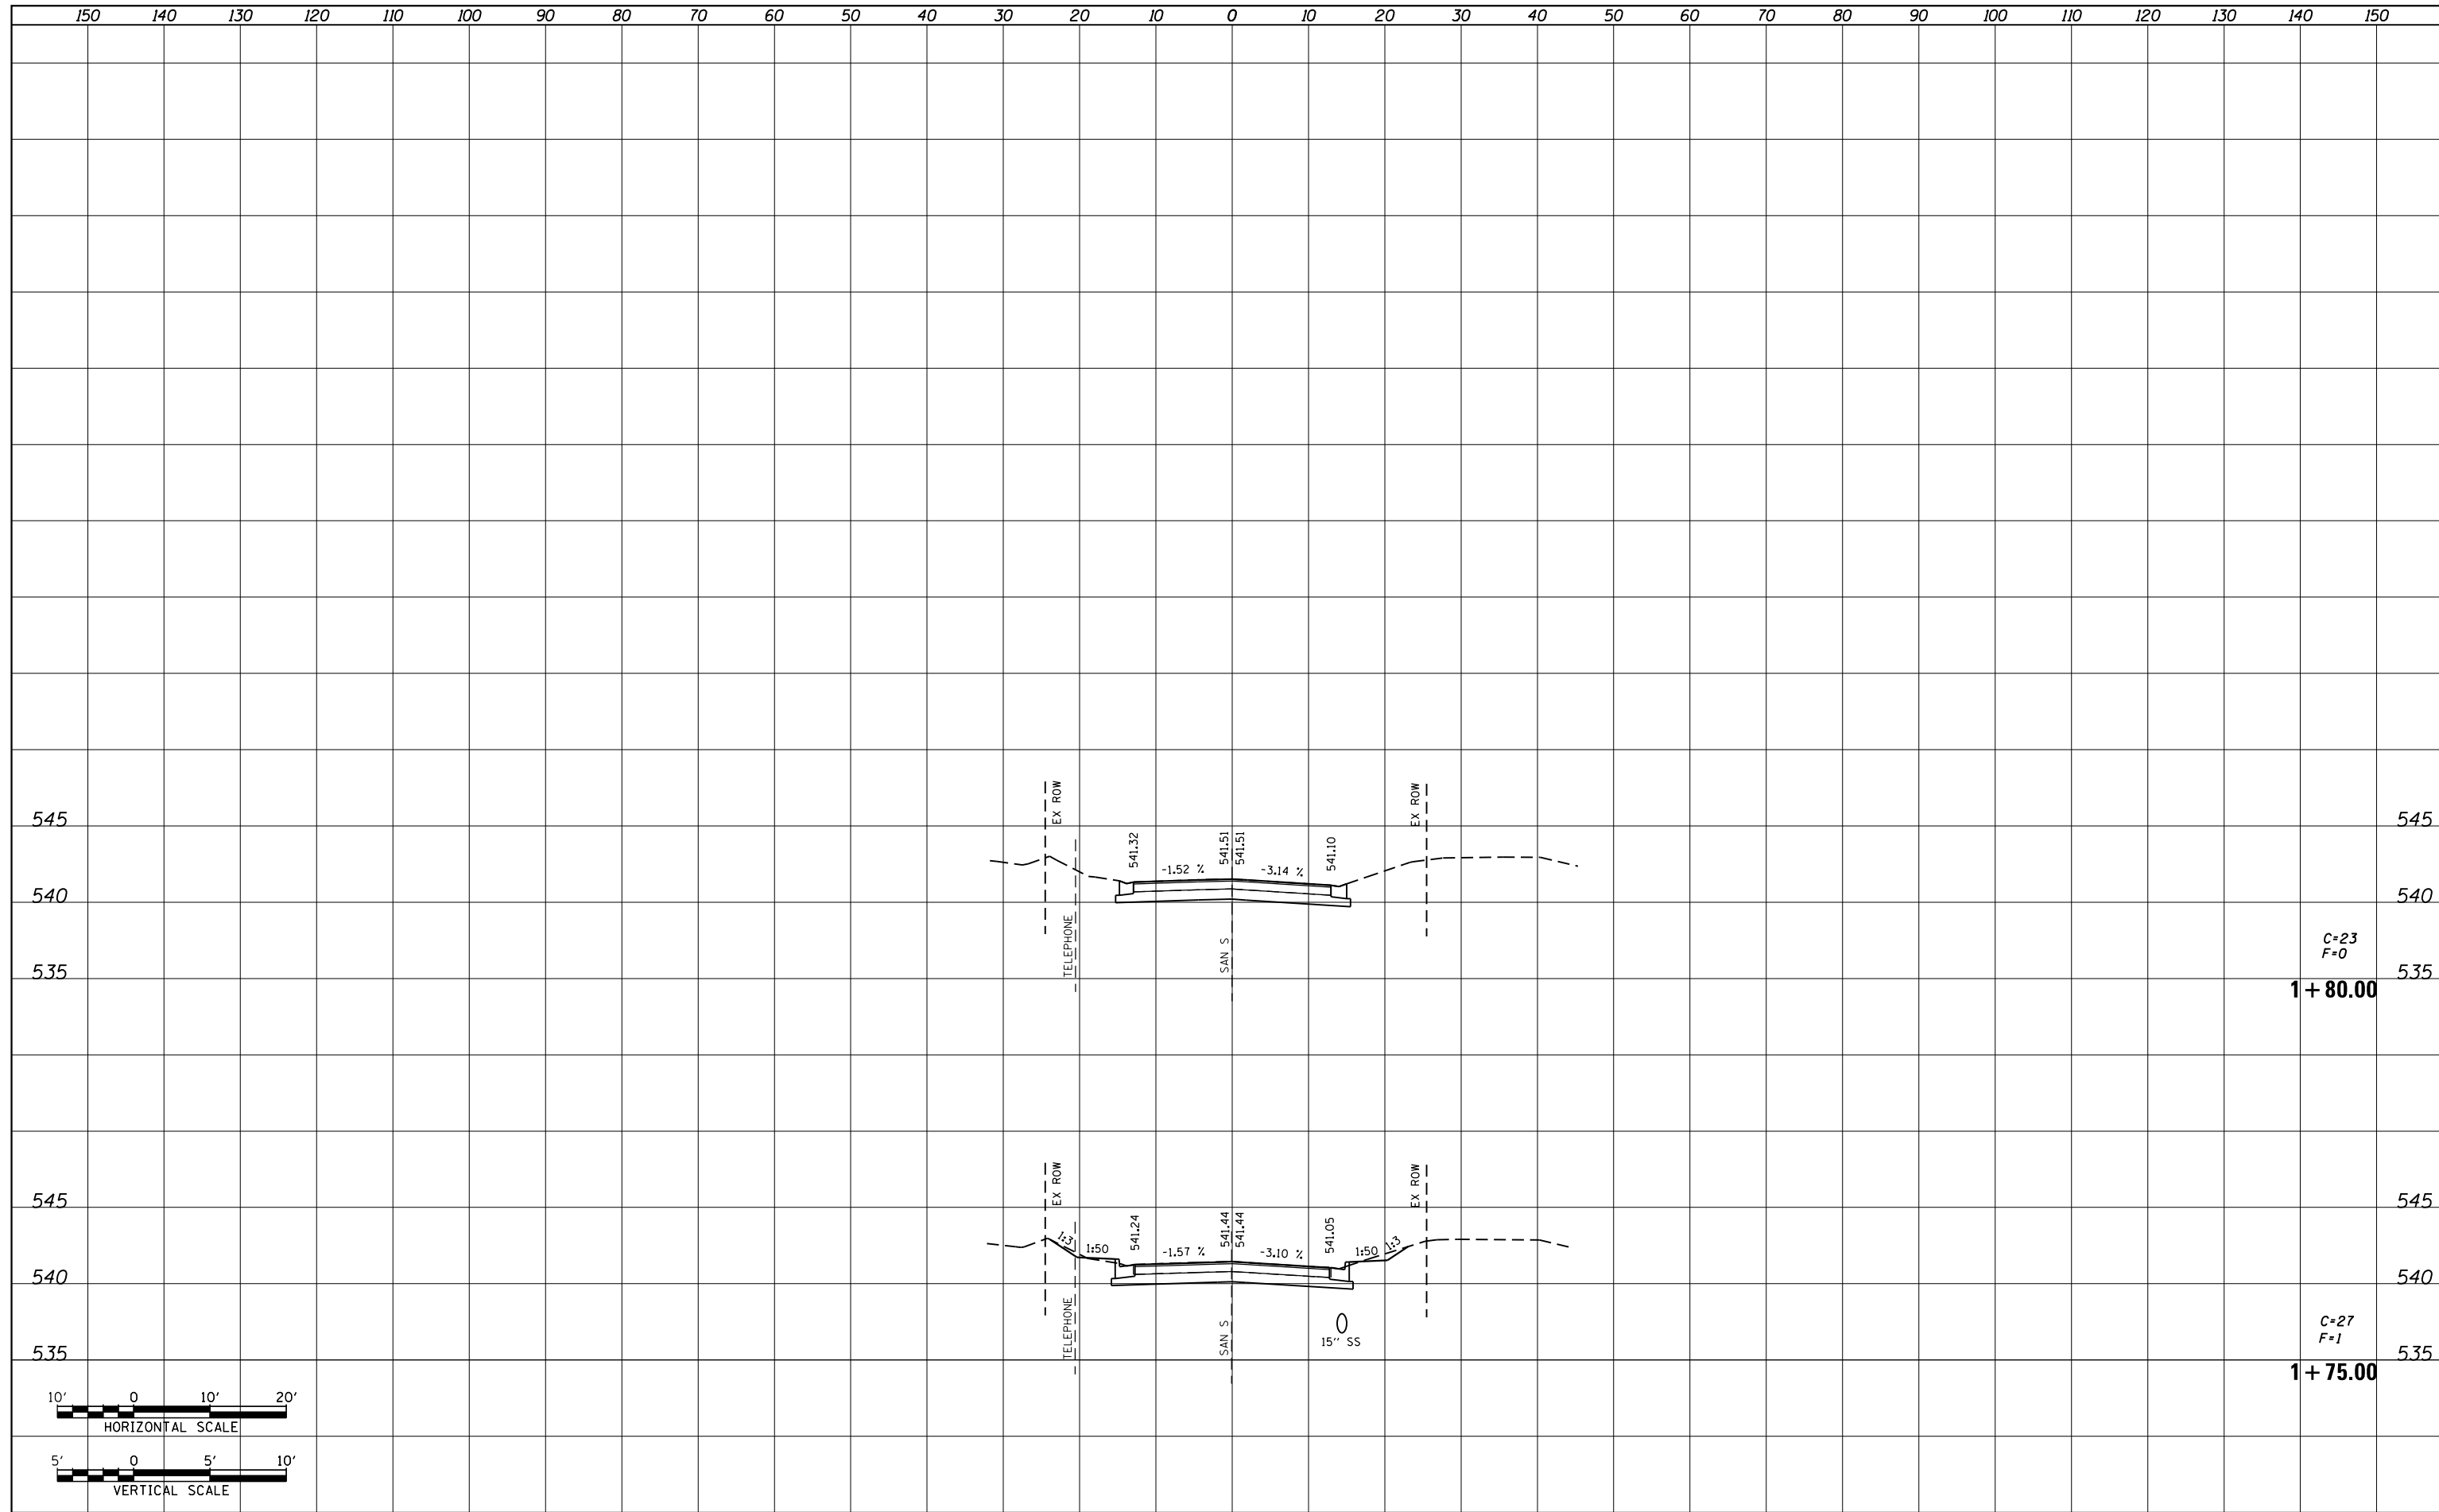 150 140 130 120 110 100 90 80 70 60 50 40 30 20 10 0 10 20 30 40 50 60 70 80 90 100 110 120 130 140 150
EX ROW
EX ROW
545
541.32
541.51
541.51
541.10
545
-1.52 %
-3.14 %
540
540
TELEPHONE
SAN S
C=23
F=0
535
535
1+80.00
EX ROW
EX ROW
545
541.24
541.44
541.44
541.05
545
1:3
1:50
-1.57 %
-3.10 %
1:50
1:3
540
540
TELEPHONE
SAN S
15" SS
C=27
F=1
535
535
1+75.00
10' 0 10' 20'
HORIZONTAL SCALE
5' 0 5' 10'
VERTICAL SCALE